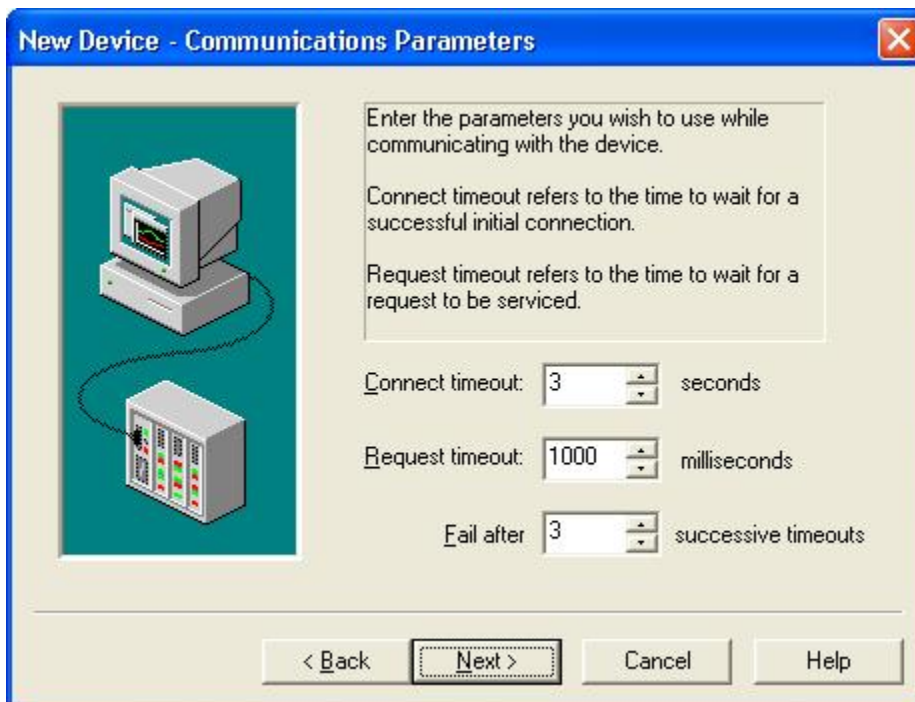 New Device - Communications Parameters
Enter the parameters you wish to use while
communicating with the device.
Connect timeout refers to the time to wait for a
successful initial connection.
Request timeout refers to the time to wait for a
request to be serviced.
Connect timeout: 3 seconds
Request timeout: 1000 milliseconds
Fail after 3 successive timeouts
< Back Next > Cancel Help